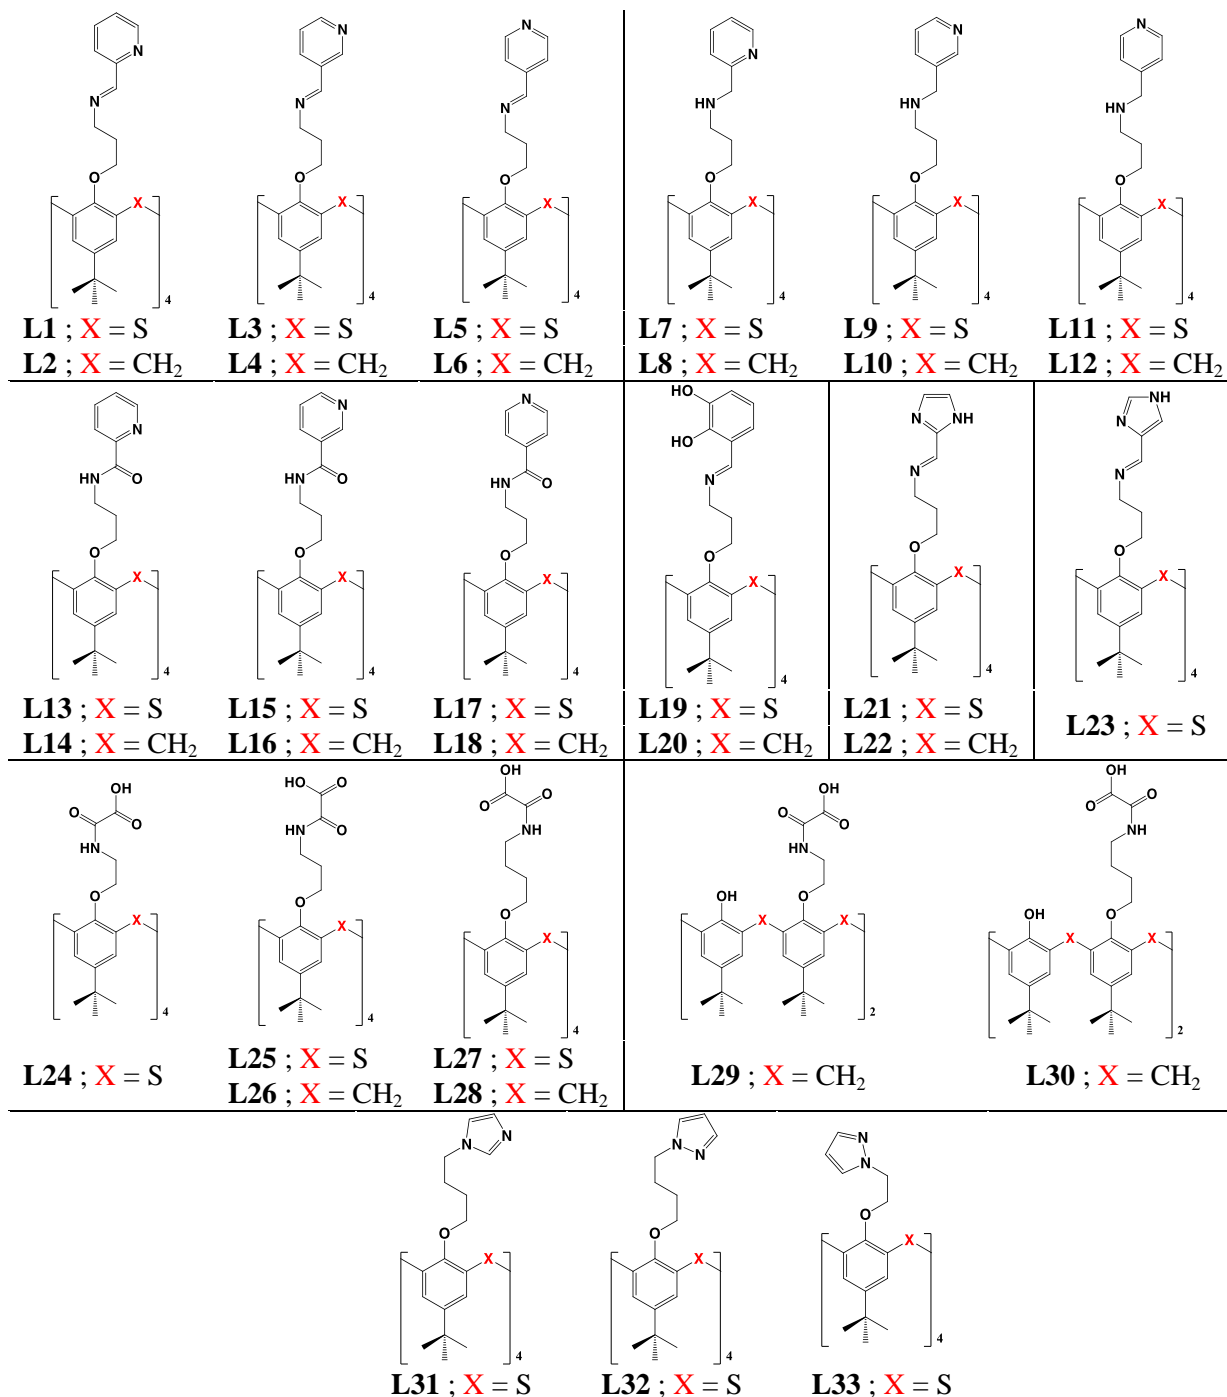 N N N N N N
N N N HN HN HN
O O O O O O
X X X X X X
4 4 4 4 4 4
L1 ; X = S L3 ; X = S L5 ; X = S L7 ; X = S L9 ; X = S L11 ; X = S
L2 ; X = CH2 L4 ; X = CH2 L6 ; X = CH2 L8 ; X = CH2 L10 ; X = CH2 L12 ; X = CH2
N N N HO HO N NH N NH
HN O HN O HN O N N N
O O O O O O
X X X X X X
4 4 4 4 4 4
L13 ; X = S L15 ; X = S L17 ; X = S L19 ; X = S L21 ; X = S L23 ; X = S
L14 ; X = CH2 L16 ; X = CH2 L18 ; X = CH2 L20 ; X = CH2 L22 ; X = CH2
OH HO O OH OH OH
O O O O O O O O O
HN HN NH HN NH
O O O OH O OH O
X X X X X X X
4 4 4 2 2
L24 ; X = S L25 ; X = S L27 ; X = S L29 ; X = CH2 L30 ; X = CH2
L26 ; X = CH2 L28 ; X = CH2
N N N N N N
O O O
X X X
4 4 4
L31 ; X = S L32 ; X = S L33 ; X = S